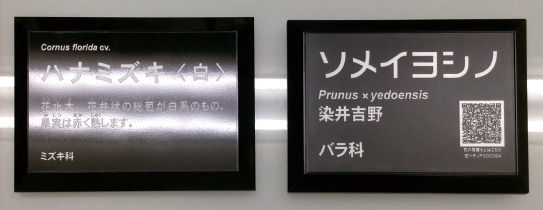 Cornus florida cv.
ハナミズキ〈白〉
花水木。花弁状の総苞が白系のもの。
果実は赤く熟します。
ミズキ科
ソメイヨシノ
Prunus × yedoensis
染井吉野
バラ科